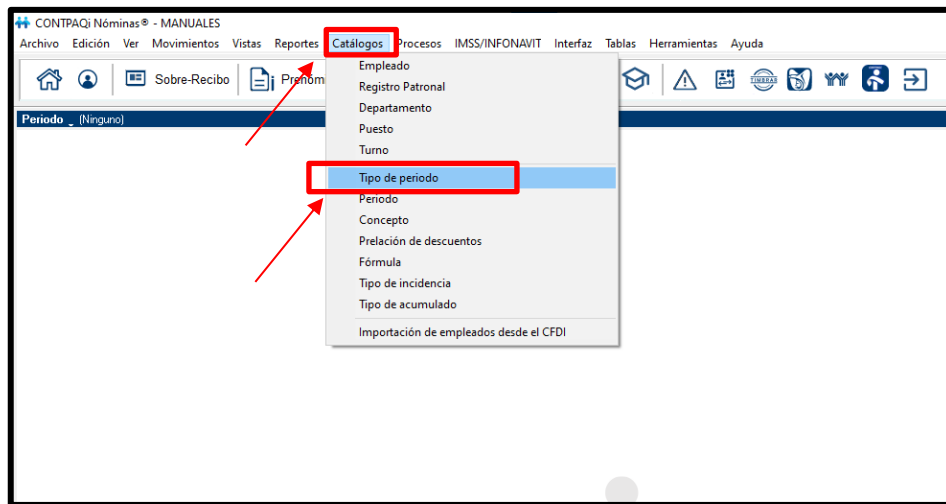 CONTPAQi Nóminas® - MANUALES
Archivo Edición Ver Movimientos Vistas Reportes Catálogos Procesos IMSS/INFONAVIT Interfaz Tablas Herramientas Ayuda
Sobre-Recibo Prenóm TIMBRAR
Periodo - (Ninguno)
Empleado
Registro Patronal
Departamento
Puesto
Turno
Tipo de periodo
Periodo
Concepto
Prelación de descuentos
Fórmula
Tipo de incidencia
Tipo de acumulado
Importación de empleados desde el CFDI